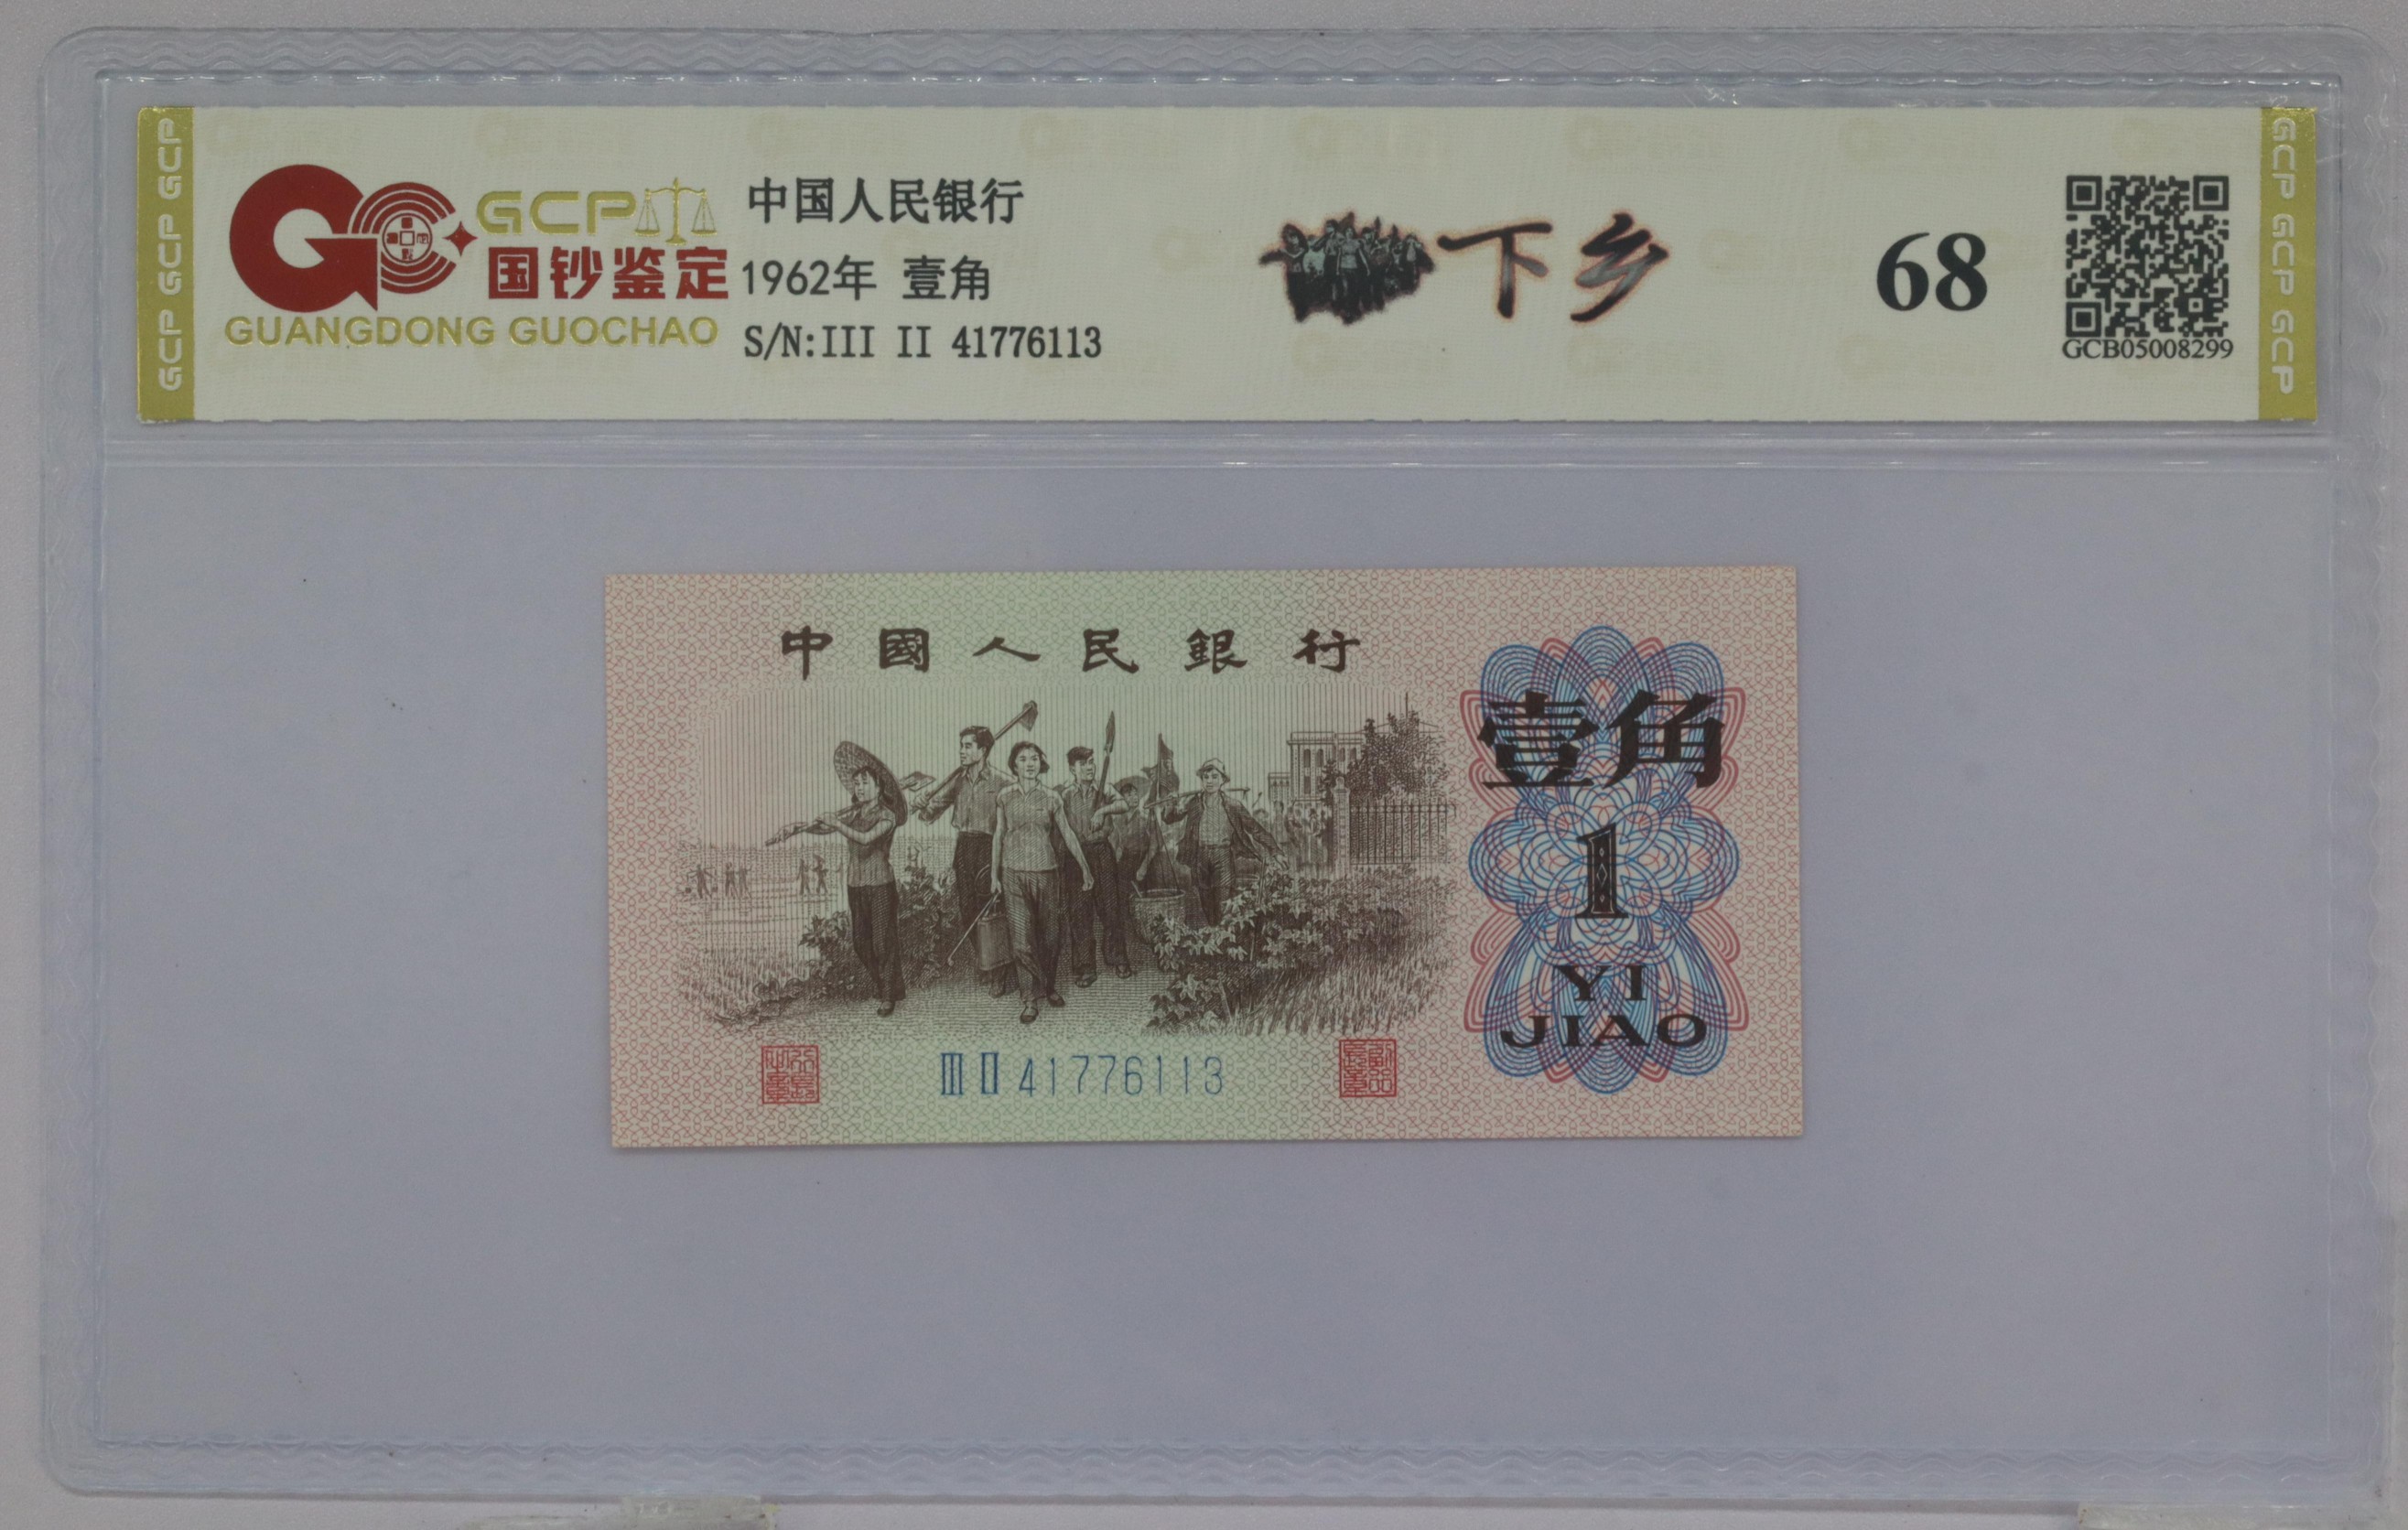 GCP GCP GCP
GCP
国钞鉴定
GUANGDONG GUOCHAO
中国人民银行
1962年 壹角
S/N:III II 41776113
下乡
68
GCB05008299
GCP GCP GCP
中國人民銀行
壹角
1
YI
JIAO
III II 41776113